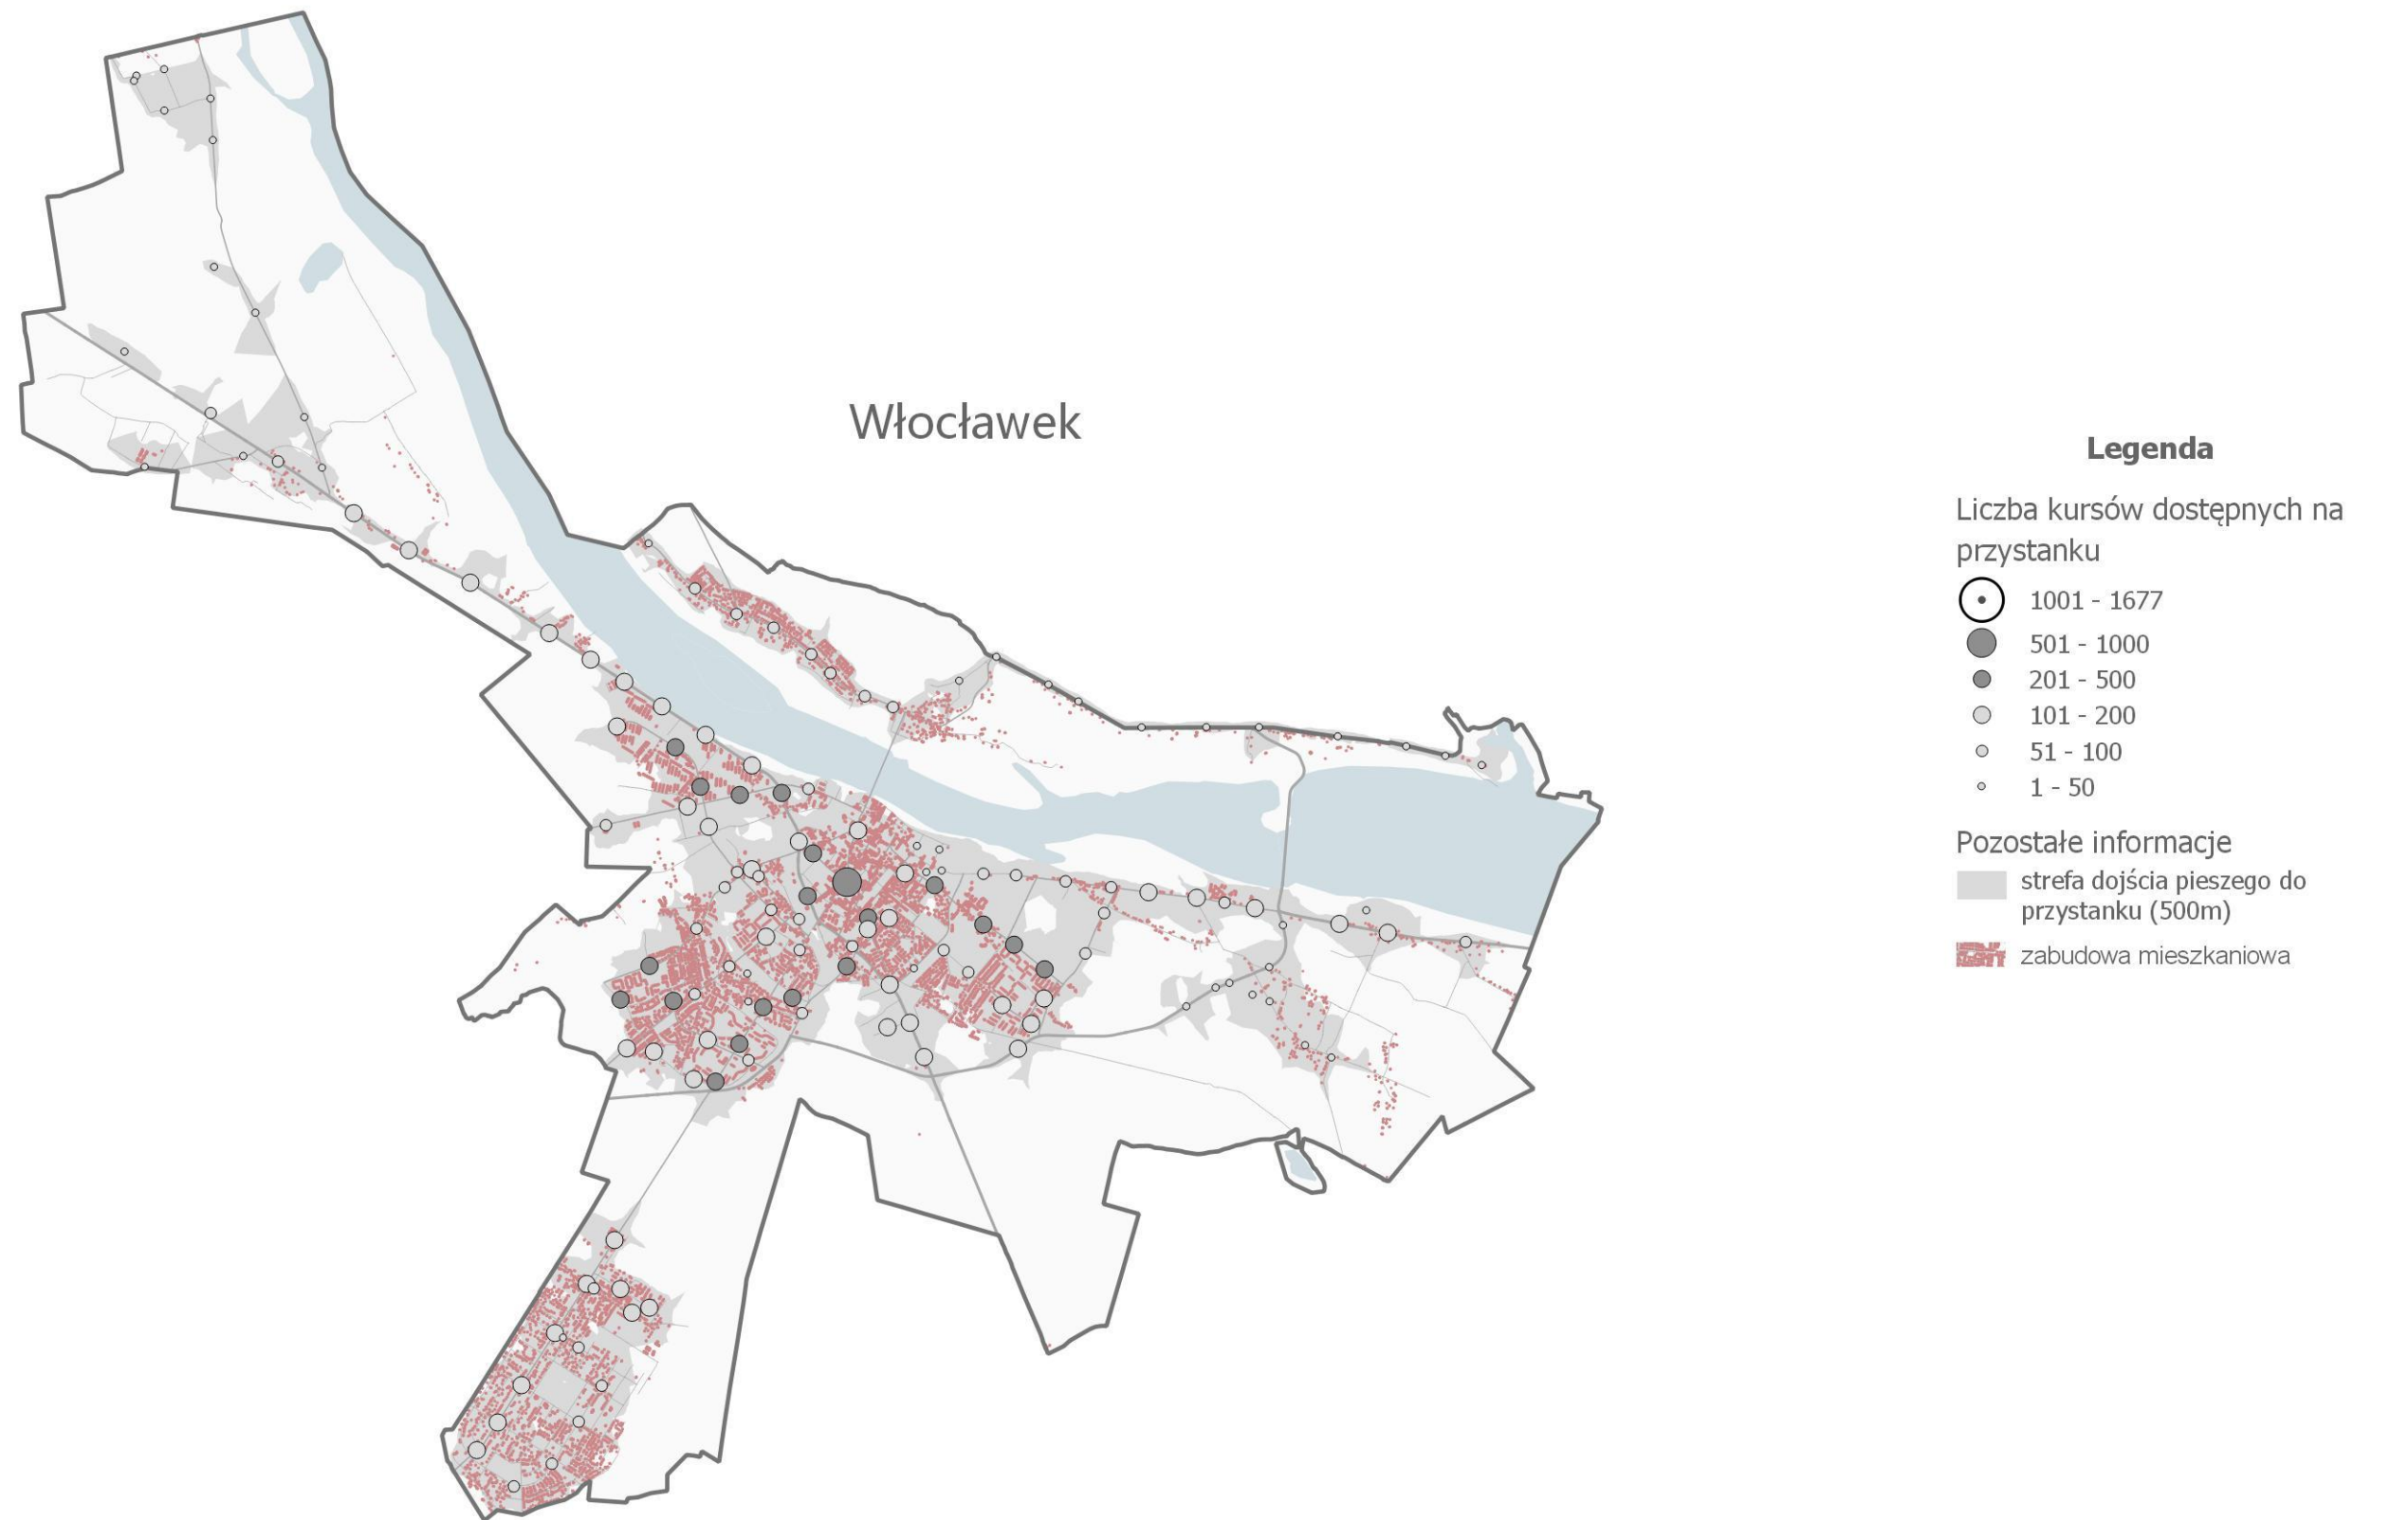 Włocławek
Legenda
Liczba kursów dostępnych na
przystanku
1001 - 1677
501 - 1000
201 - 500
101 - 200
51 - 100
1 - 50
Pozostałe informacje
strefa dojścia pieszego do
przystanku (500m)
zabudowa mieszkaniowa